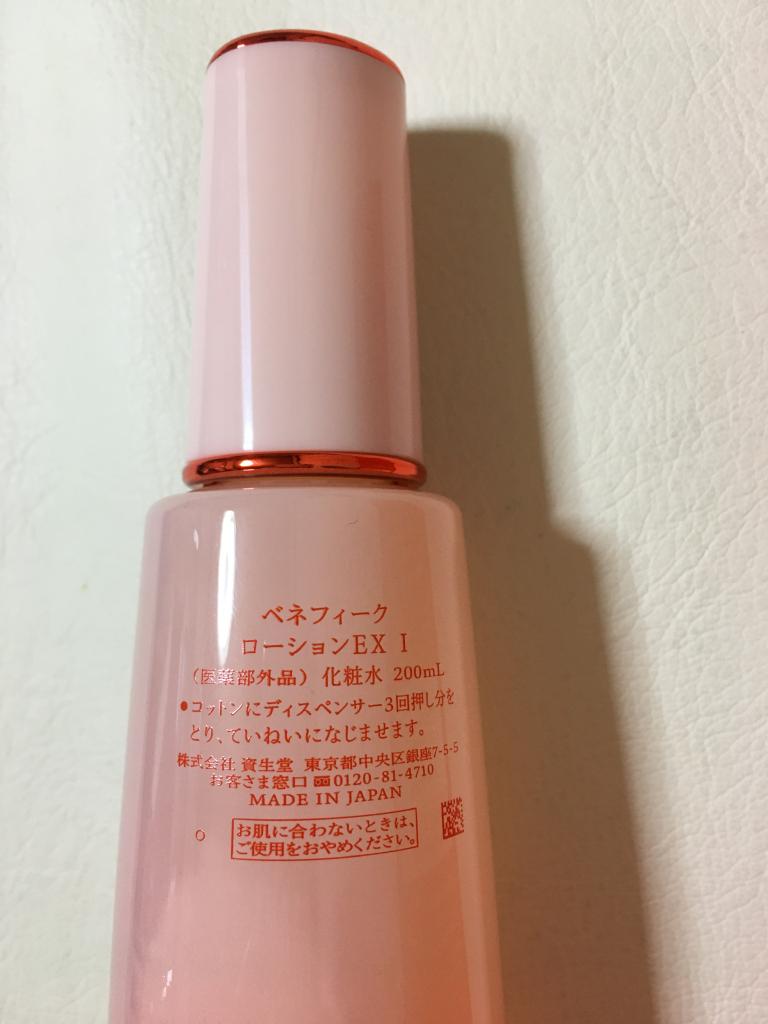 ベネフィーク
ローションEX I
(医薬部外品) 化粧水 200mL
●コットンにディスペンサー3回押し分を
とり、ていねいになじませます。
株式会社 資生堂 東京都中央区銀座7-5-5
お客さま窓口 0120-81-4710
MADE IN JAPAN
お肌に合わないときは、
ご使用をおやめください。